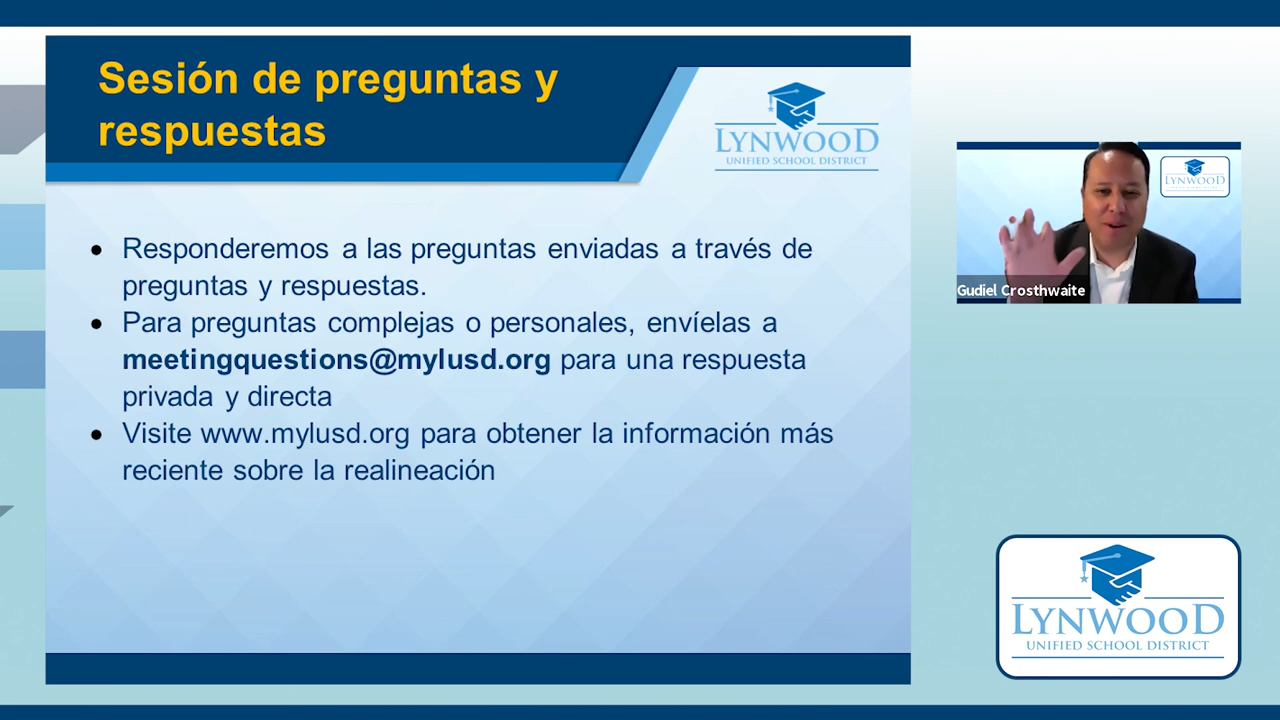 Sesión de preguntas y
respuestas
LYNWOOD
UNIFIED SCHOOL DISTRICT
• Responderemos a las preguntas enviadas a través de
preguntas y respuestas.
• Para preguntas complejas o personales, envíelas a
meetingquestions@mylusd.org para una respuesta
privada y directa
• Visite www.mylusd.org para obtener la información más
reciente sobre la realineación
LYNWOOD
Gudiel Crosthwaite
LYNWOOD
UNIFIED SCHOOL DISTRICT